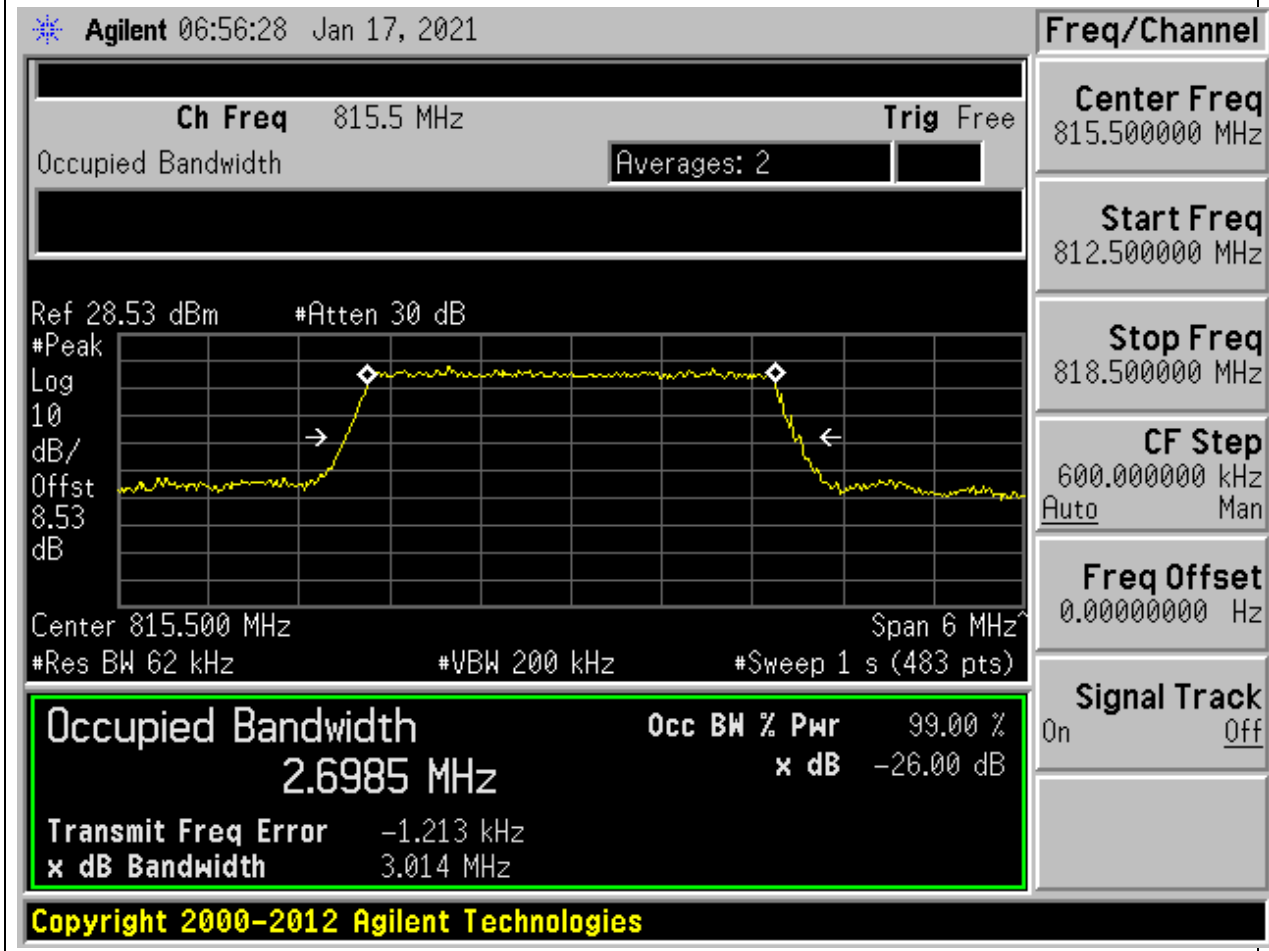 Agilent 06:56:28 Jan 17, 2021
Freq/Channel
Ch Freq 815.5 MHz Trig Free
Occupied Bandwidth Averages: 2
Ref 28.53 dBm #Atten 30 dB
#Peak
Log
10
dB/
Offst
8.53
dB
Center 815.500 MHz Span 6 MHz^
#Res BW 62 kHz #VBW 200 kHz #Sweep 1 s (483 pts)
Occupied Bandwidth Occ BW % Pwr 99.00 %
2.6985 MHz x dB -26.00 dB
Transmit Freq Error -1.213 kHz
x dB Bandwidth 3.014 MHz
Copyright 2000-2012 Agilent Technologies
Center Freq
815.500000 MHz
Start Freq
812.500000 MHz
Stop Freq
818.500000 MHz
CF Step
600.000000 kHz
Auto Man
Freq Offset
0.00000000 Hz
Signal Track
On Off